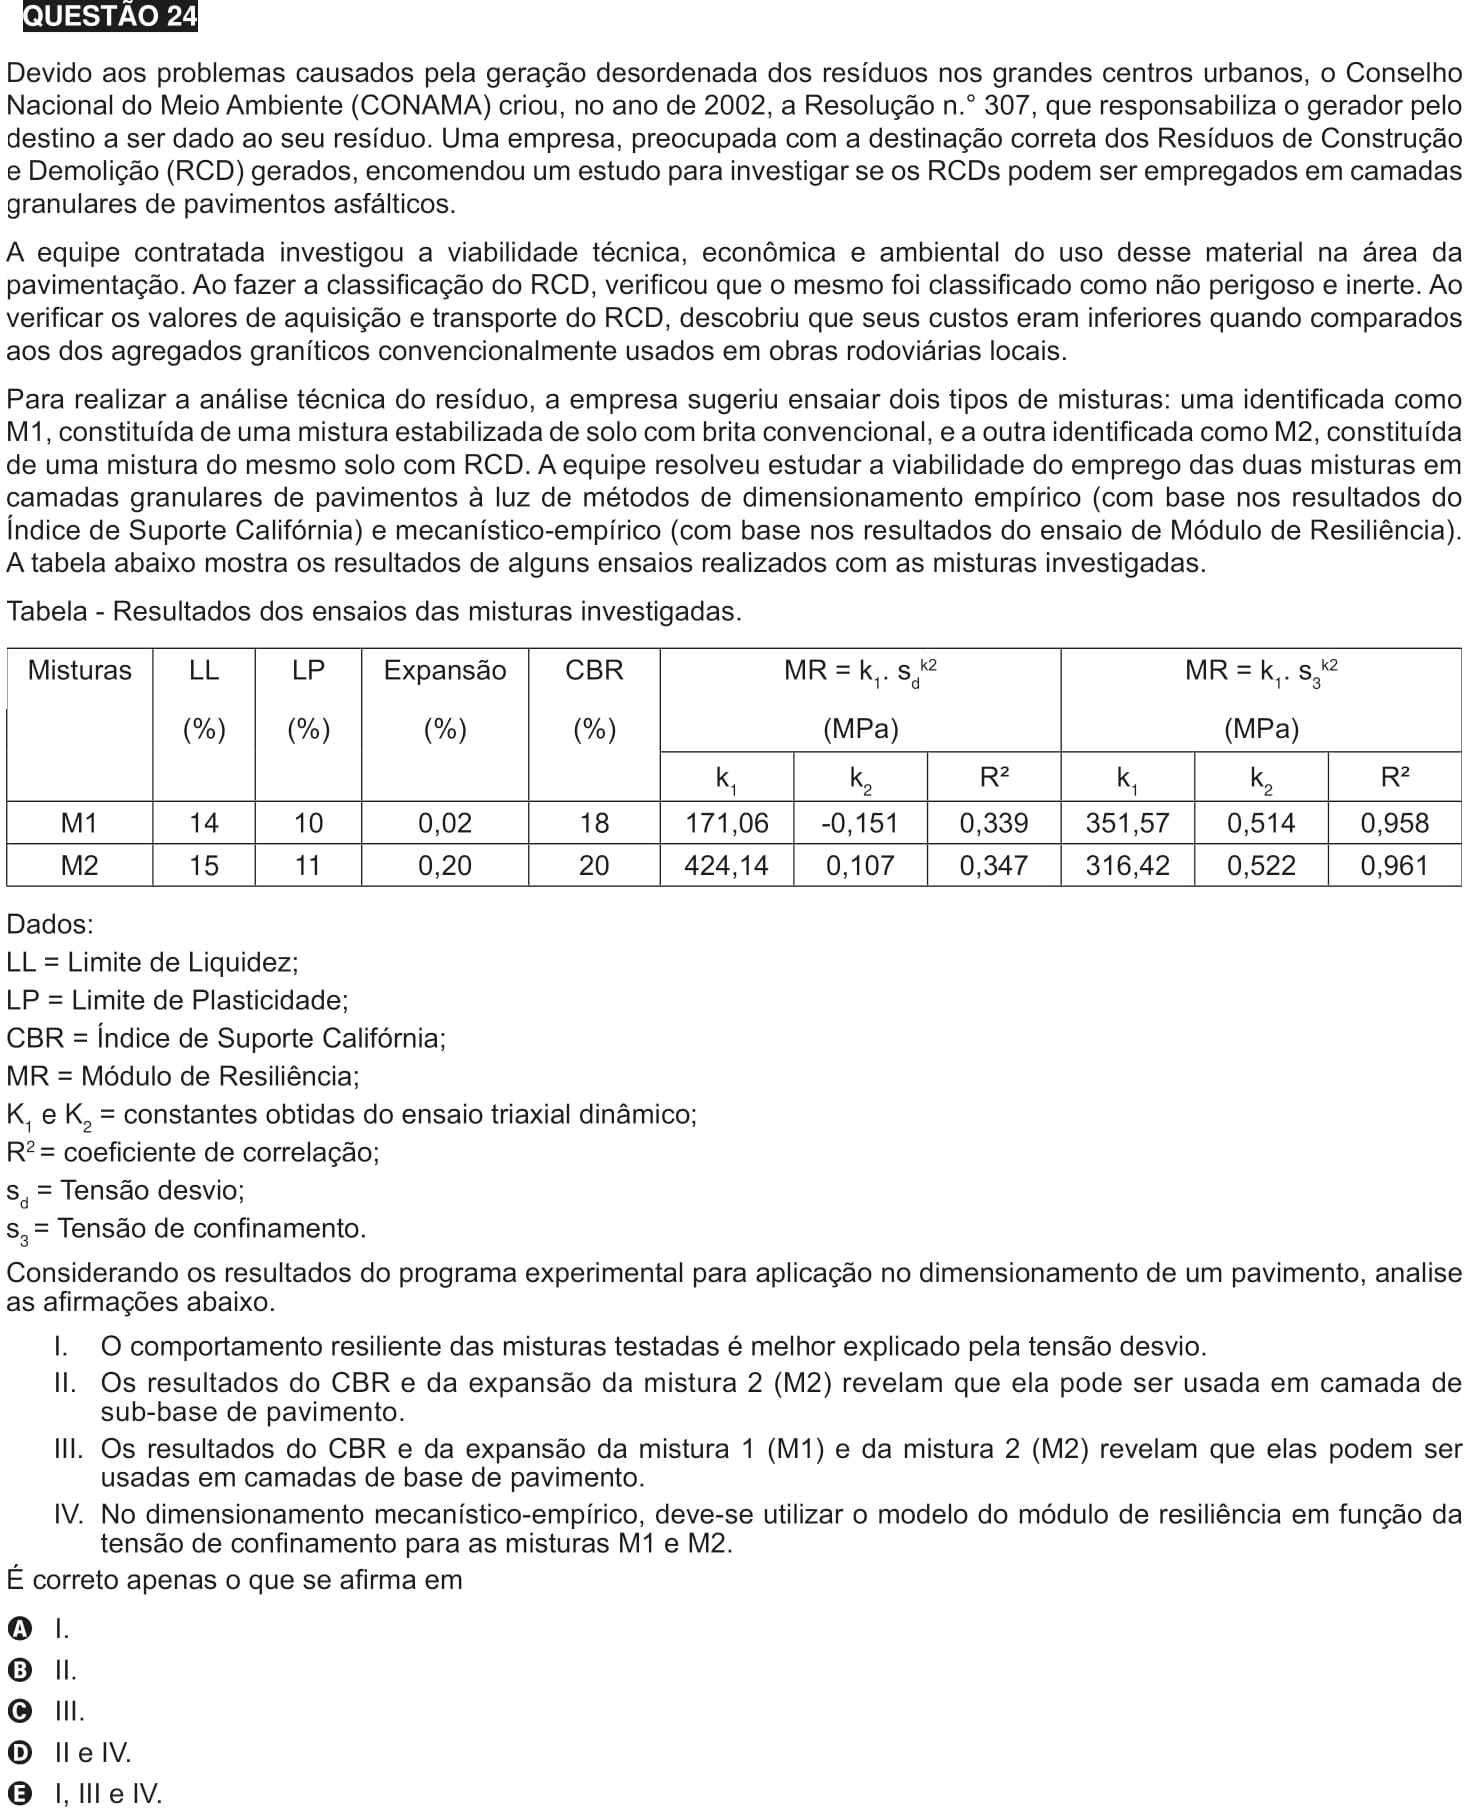 QUESTÃO 24
Devido aos problemas causados pela geração desordenada dos resíduos nos grandes centros urbanos, o Conselho
Nacional do Meio Ambiente (CONAMA) criou, no ano de 2002, a Resolução n.° 307, que responsabiliza o gerador pelo
destino a ser dado ao seu resíduo. Uma empresa, preocupada com a destinação correta dos Resíduos de Construção
e Demolição (RCD) gerados, encomendou um estudo para investigar se os RCDs podem ser empregados em camadas
granulares de pavimentos asfálticos.
A equipe contratada investigou a viabilidade técnica, econômica e ambiental do uso desse material na área da
pavimentação. Ao fazer a classificação do RCD, verificou que o mesmo foi classificado como não perigoso e inerte. Ao
verificar os valores de aquisição e transporte do RCD, descobriu que seus custos eram inferiores quando comparados
aos dos agregados graníticos convencionalmente usados em obras rodoviárias locais.
Para realizar a análise técnica do resíduo, a empresa sugeriu ensaiar dois tipos de misturas: uma identificada como
M1, constituída de uma mistura estabilizada de solo com brita convencional, e a outra identificada como M2, constituída
de uma mistura do mesmo solo com RCD. A equipe resolveu estudar a viabilidade do emprego das duas misturas em
camadas granulares de pavimentos à luz de métodos de dimensionamento empírico (com base nos resultados do
Índice de Suporte Califórnia) e mecanístico-empírico (com base nos resultados do ensaio de Módulo de Resiliência).
A tabela abaixo mostra os resultados de alguns ensaios realizados com as misturas investigadas.
Tabela - Resultados dos ensaios das misturas investigadas.
Misturas LL LP Expansão CBR MR = k₁. s_d^k2 MR = k₁. s₃^k2
(%) (%) (%) (%) (MPa) (MPa)
k₁ k₂ R² k₁ k₂ R²
M1 14 10 0,02 18 171,06 -0,151 0,339 351,57 0,514 0,958
M2 15 11 0,20 20 424,14 0,107 0,347 316,42 0,522 0,961
Dados:
LL = Limite de Liquidez;
LP = Limite de Plasticidade;
CBR = Índice de Suporte Califórnia;
MR = Módulo de Resiliência;
K₁ e K₂ = constantes obtidas do ensaio triaxial dinâmico;
R² = coeficiente de correlação;
s_d = Tensão desvio;
s₃ = Tensão de confinamento.
Considerando os resultados do programa experimental para aplicação no dimensionamento de um pavimento, analise
as afirmações abaixo.
I. O comportamento resiliente das misturas testadas é melhor explicado pela tensão desvio.
II. Os resultados do CBR e da expansão da mistura 2 (M2) revelam que ela pode ser usada em camada de
sub-base de pavimento.
III. Os resultados do CBR e da expansão da mistura 1 (M1) e da mistura 2 (M2) revelam que elas podem ser
usadas em camadas de base de pavimento.
IV. No dimensionamento mecanístico-empírico, deve-se utilizar o modelo do módulo de resiliência em função da
tensão de confinamento para as misturas M1 e M2.
É correto apenas o que se afirma em
A I.
B II.
C III.
D II e IV.
E I, III e IV.